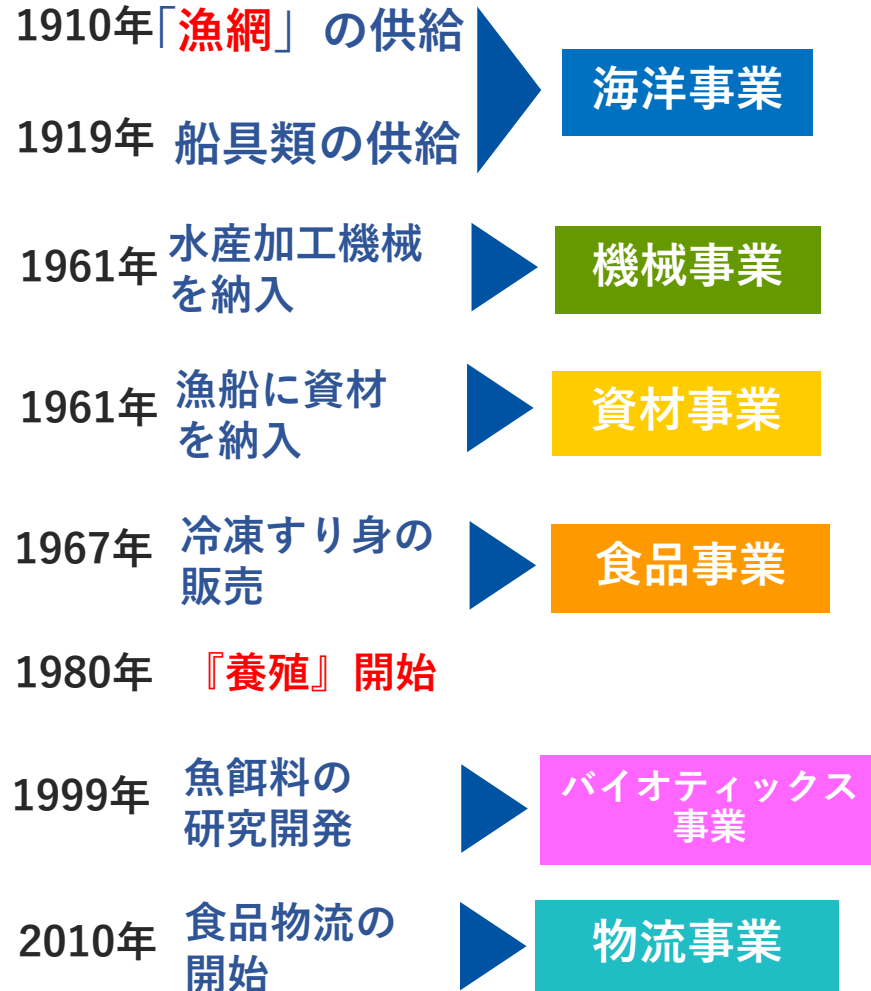 1910年「漁網」の供給
1919年 船具類の供給
海洋事業
1961年 水産加工機械
を納入
機械事業
1961年 漁船に資材
を納入
資材事業
1967年 冷凍すり身の
販売
食品事業
1980年 『養殖』開始
1999年 魚餌料の
研究開発
バイオティックス
事業
2010年 食品物流の
開始
物流事業